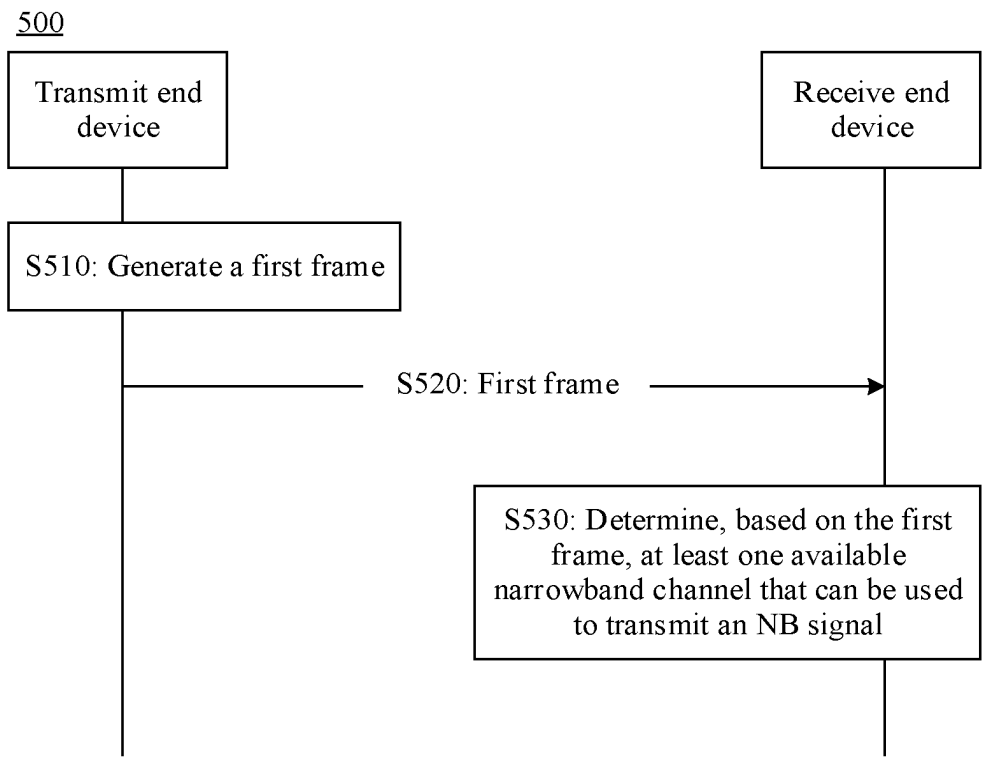 500
Transmit end
device
Receive end
device
S510: Generate a first frame
S520: First frame
S530: Determine, based on the first
frame, at least one available
narrowband channel that can be used
to transmit an NB signal